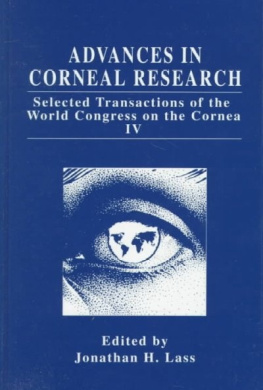 ADVANCES IN
CORNEAL RESEARCH
Selected Transactions of the
World Congress on the Cornea
IV
Edited by
Jonathan H. Lass